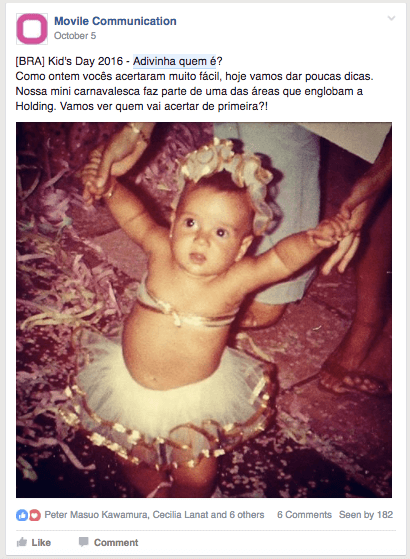 Movile Communication
October 5
[BRA] Kid's Day 2016 - Adivinha quem é?
Como ontem vocês acertaram muito fácil, hoje vamos dar poucas dicas.
Nossa mini carnavalesca faz parte de uma das áreas que englobam a
Holding. Vamos ver quem vai acertar de primeira?!
Peter Masuo Kawamura, Cecilia Lanat and 6 others 6 Comments Seen by 182
Like Comment